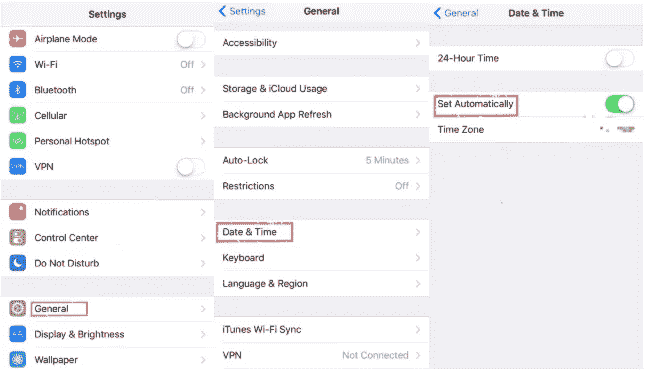 Settings
Airplane Mode
Wi-Fi Off
Bluetooth Off
Cellular
Personal Hotspot
VPN
Notifications
Control Center
Do Not Disturb
General
Display & Brightness
Wallpaper
Settings General
Accessibility
Storage & iCloud Usage
Background App Refresh
Auto-Lock 5 Minutes
Restrictions Off
Date & Time
Keyboard
Language & Region
iTunes Wi-Fi Sync
VPN Not Connected
General Date & Time
24-Hour Time
Set Automatically
Time Zone